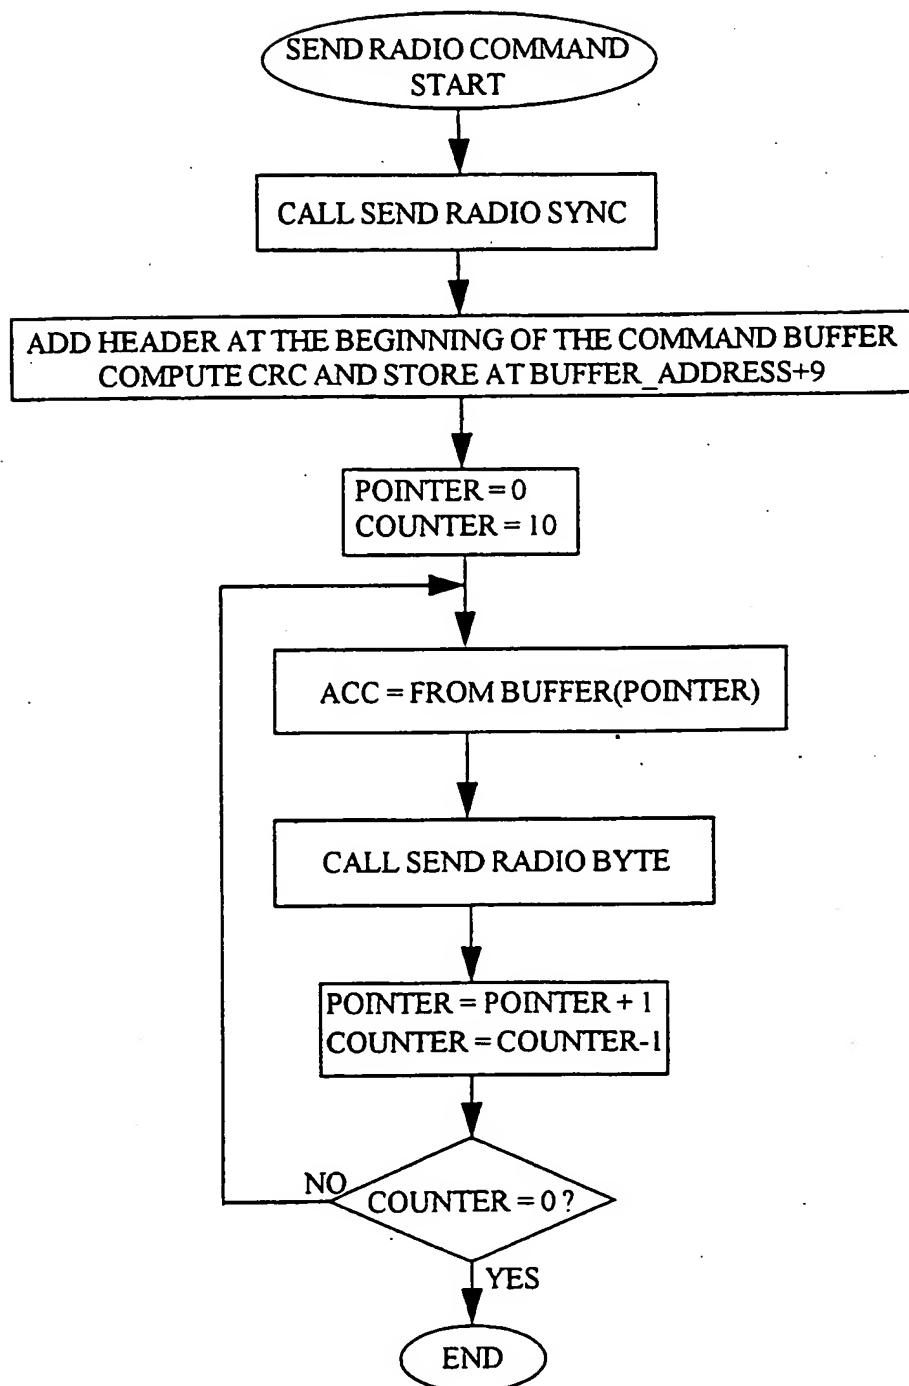 SEND RADIO COMMAND
START
CALL SEND RADIO SYNC
ADD HEADER AT THE BEGINNING OF THE COMMAND BUFFER
COMPUTE CRC AND STORE AT BUFFER_ADDRESS+9
POINTER = 0
COUNTER = 10
ACC = FROM BUFFER(POINTER)
CALL SEND RADIO BYTE
POINTER = POINTER + 1
COUNTER = COUNTER-1
NO
COUNTER = 0 ?
YES
END